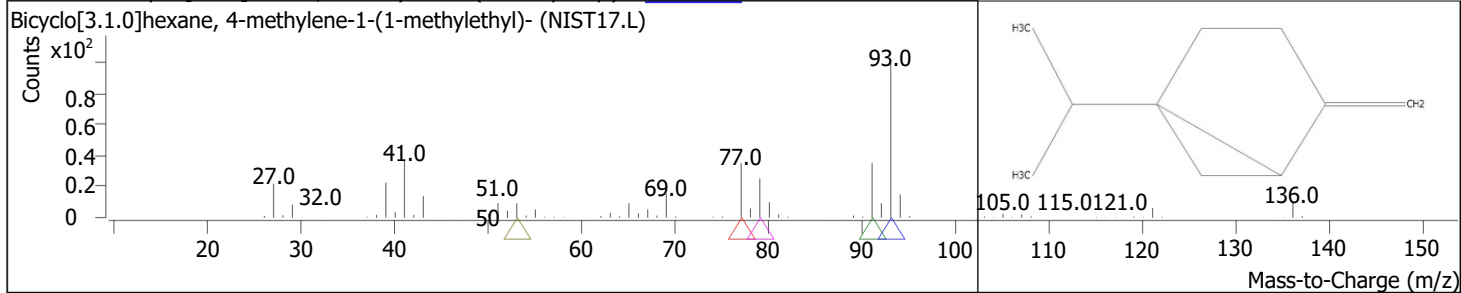 Bicyclo[3.1.0]hexane, 4-methylene-1-(1-methylethyl)- (NIST17.L)
Counts
x10²
0.8
0.6
0.4
0.2
0
27.0
32.0
41.0
51.0
50
69.0
77.0
93.0
105.0 115.0 121.0
136.0
H3C
CH2
H3C
20 30 40 60 70 80 90 100 110 120 130 140 150
Mass-to-Charge (m/z)